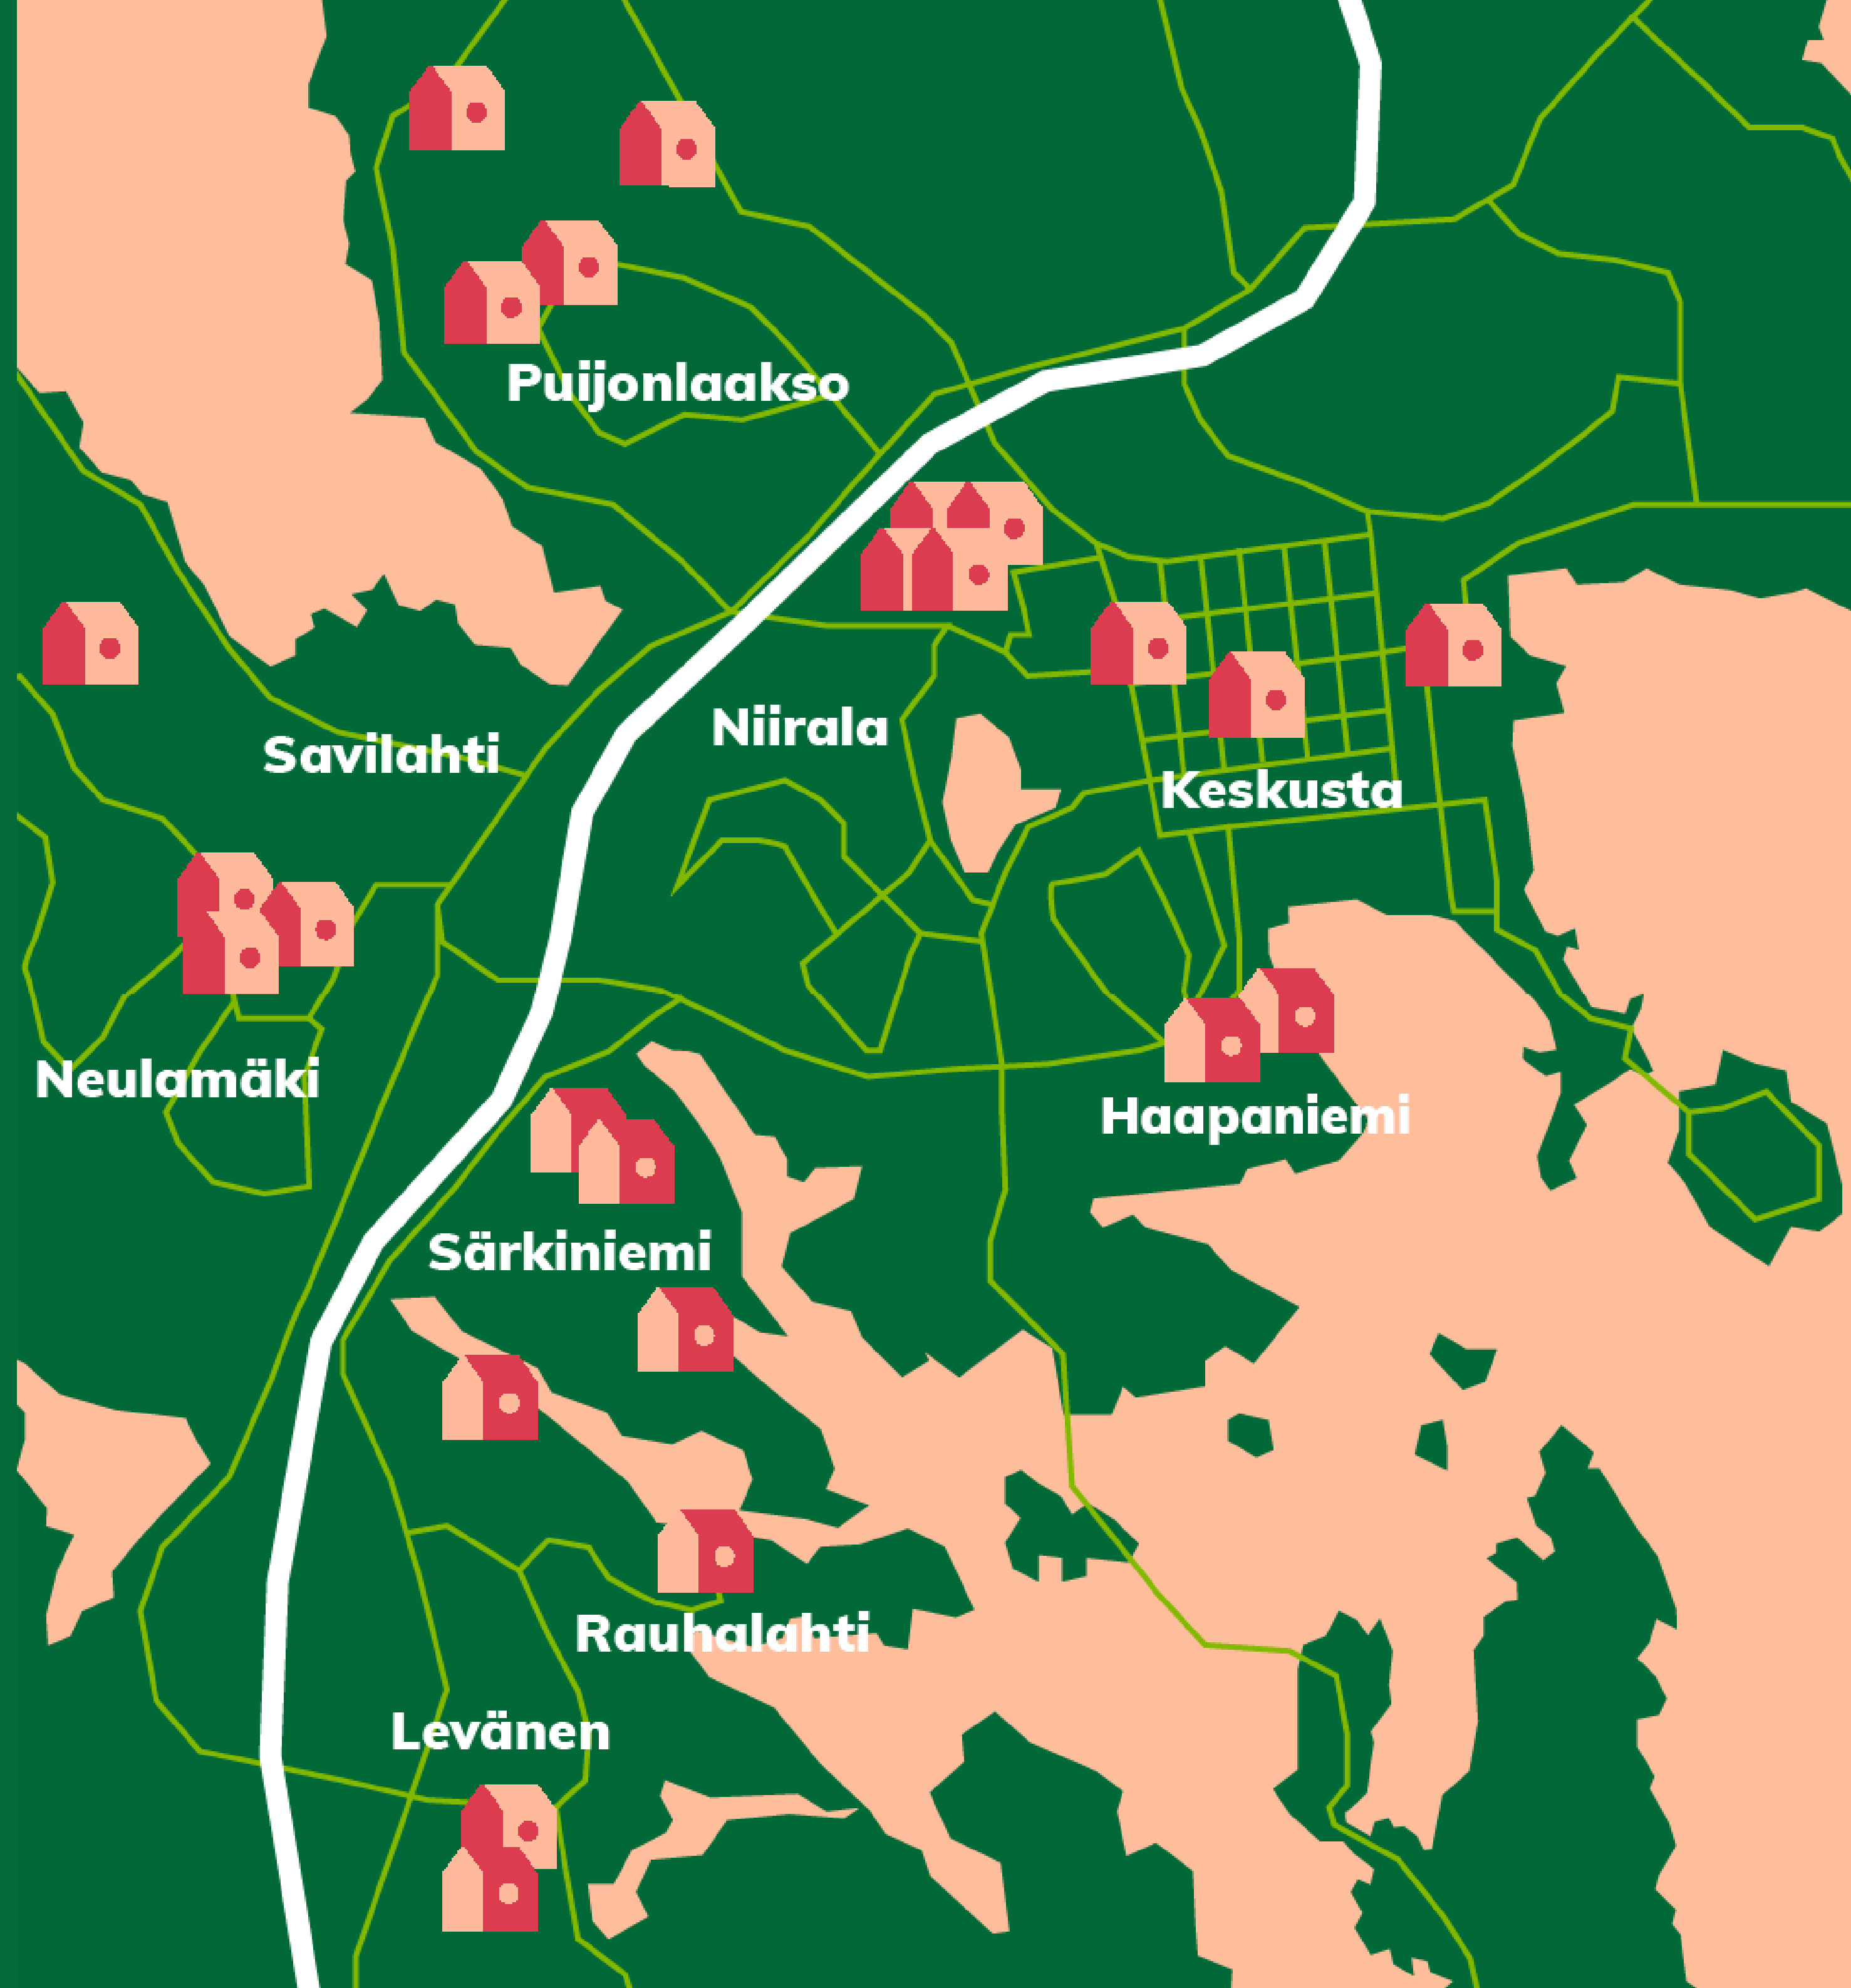 Puijonlaakso
Niirala
Savilahti
Keskusta
Neulamäki
Haapaniemi
Särkiniemi
Rauhalahti
Levänen